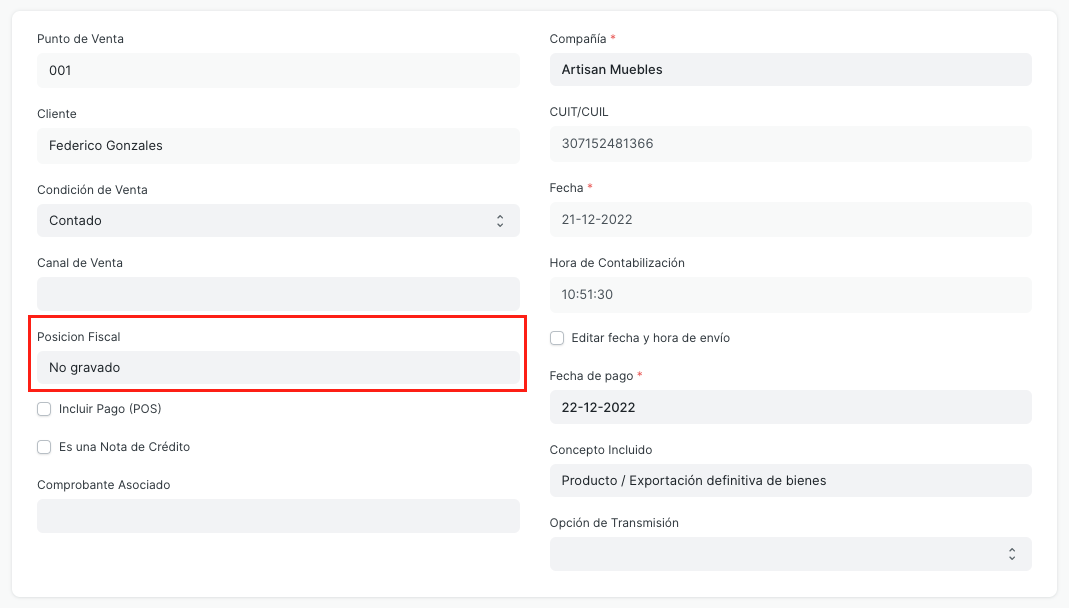 Punto de Venta
001
Cliente
Federico Gonzales
Condición de Venta
Contado
Canal de Venta
Posicion Fiscal
No gravado
Incluir Pago (POS)
Es una Nota de Crédito
Comprobante Asociado
Compañía *
Artisan Muebles
CUIT/CUIL
307152481366
Fecha *
21-12-2022
Hora de Contabilización
10:51:30
Editar fecha y hora de envío
Fecha de pago *
22-12-2022
Concepto Incluido
Producto / Exportación definitiva de bienes
Opción de Transmisión